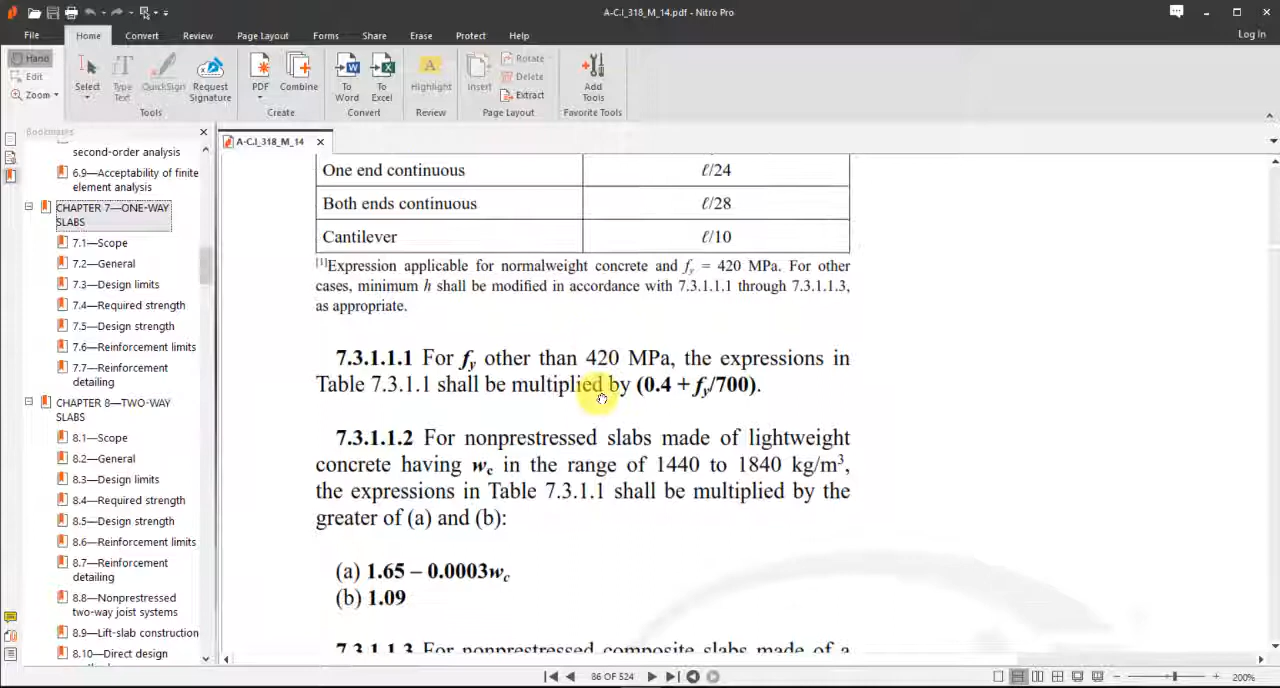 A-C.I_318_M_14.pdf - Nitro Pro
File Home Convert Review Page Layout Forms Share Erase Protect Help Log In
Hand
Edit
Zoom
Select
Type Text
QuickSign
Request Signature
Tools
PDF
Combine
Create
To Word
To Excel
Convert
Highlight
Review
Insert
Rotate
Delete
Extract
Page Layout
Add Tools
Favorite Tools
Bookmarks
A-C.I_318_M_14
second-order analysis
6.9—Acceptability of finite
element analysis
CHAPTER 7—ONE-WAY
SLABS
7.1—Scope
7.2—General
7.3—Design limits
7.4—Required strength
7.5—Design strength
7.6—Reinforcement limits
7.7—Reinforcement
detailing
CHAPTER 8—TWO-WAY
SLABS
8.1—Scope
8.2—General
8.3—Design limits
8.4—Required strength
8.5—Design strength
8.6—Reinforcement limits
8.7—Reinforcement
detailing
8.8—Nonprestressed
two-way joist systems
8.9—Lift-slab construction
8.10—Direct design
One end continuous ℓ/24
Both ends continuous ℓ/28
Cantilever ℓ/10
[1]Expression applicable for normalweight concrete and fy = 420 MPa. For other
cases, minimum h shall be modified in accordance with 7.3.1.1.1 through 7.3.1.1.3,
as appropriate.
7.3.1.1.1 For fy other than 420 MPa, the expressions in
Table 7.3.1.1 shall be multiplied by (0.4 + fy/700).
7.3.1.1.2 For nonprestressed slabs made of lightweight
concrete having wc in the range of 1440 to 1840 kg/m³,
the expressions in Table 7.3.1.1 shall be multiplied by the
greater of (a) and (b):
(a) 1.65 – 0.0003wc
(b) 1.09
7.3.1.1.3 For nonprestressed composite slabs made of a
86 OF 524
200%